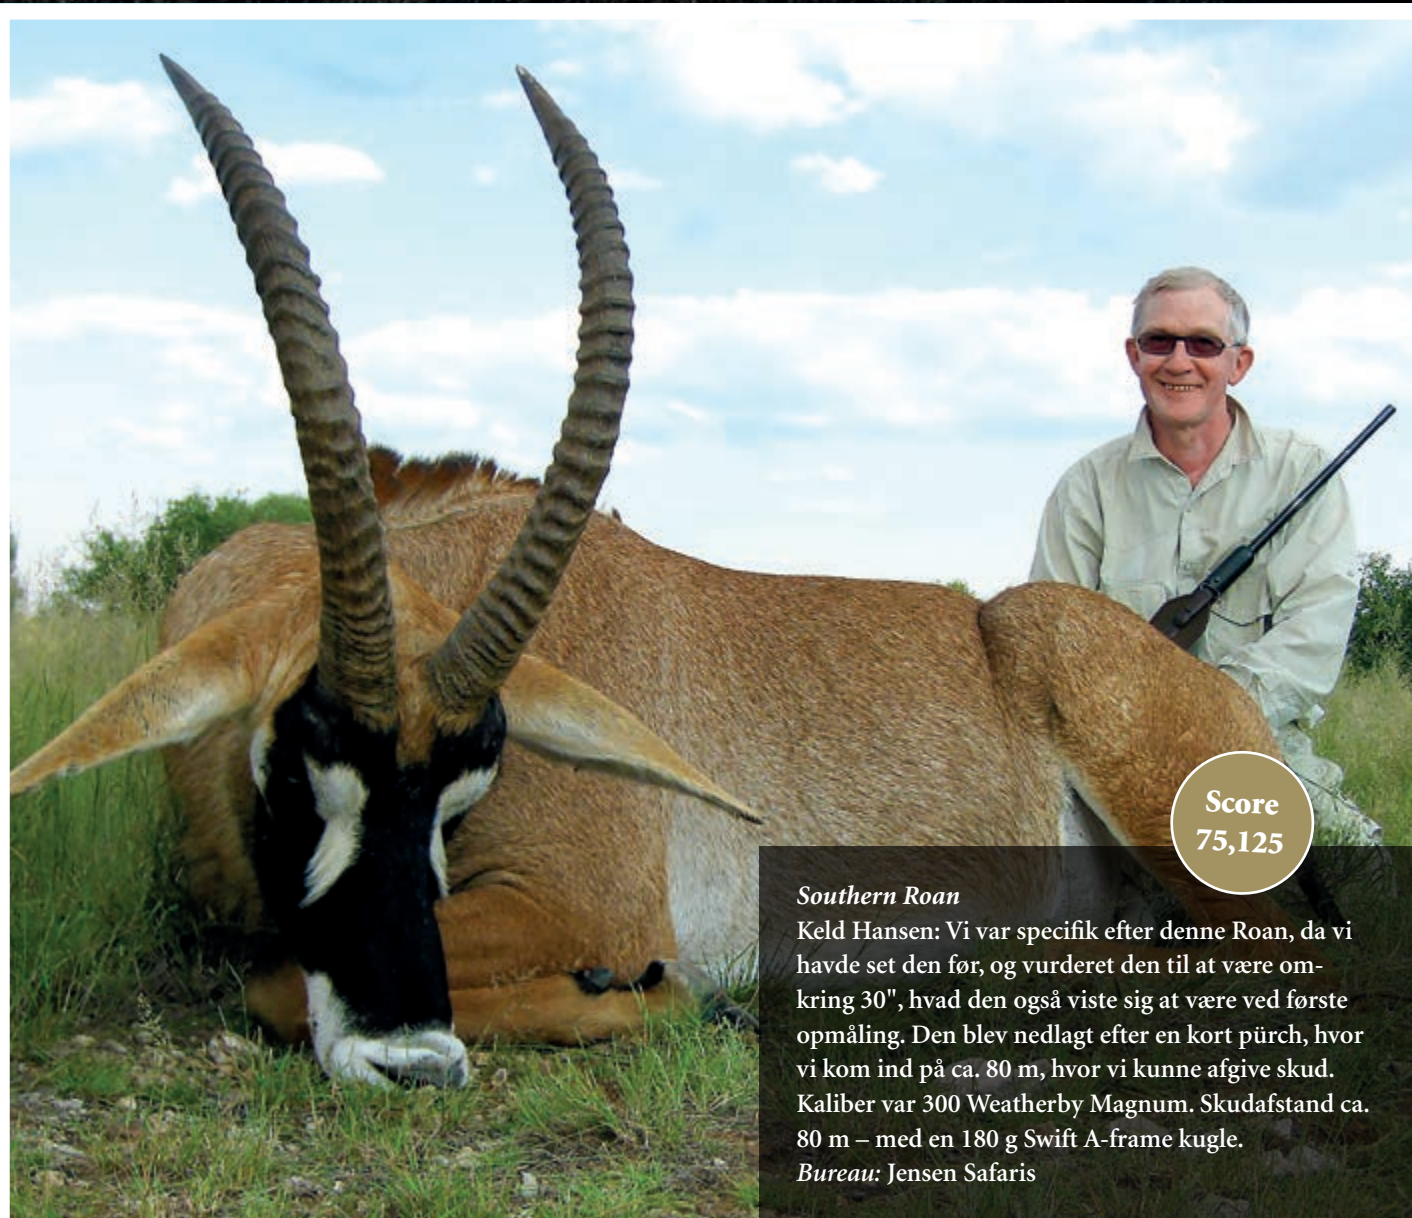 Score
75,125
Southern Roan
Keld Hansen: Vi var specifik efter denne Roan, da vi
havde set den før, og vurderet den til at være om-
kring 30", hvad den også viste sig at være ved første
opmåling. Den blev nedlagt efter en kort pürch, hvor
vi kom ind på ca. 80 m, hvor vi kunne afgive skud.
Kaliber var 300 Weatherby Magnum. Skudafstand ca.
80 m – med en 180 g Swift A-frame kugle.
Bureau: Jensen Safaris